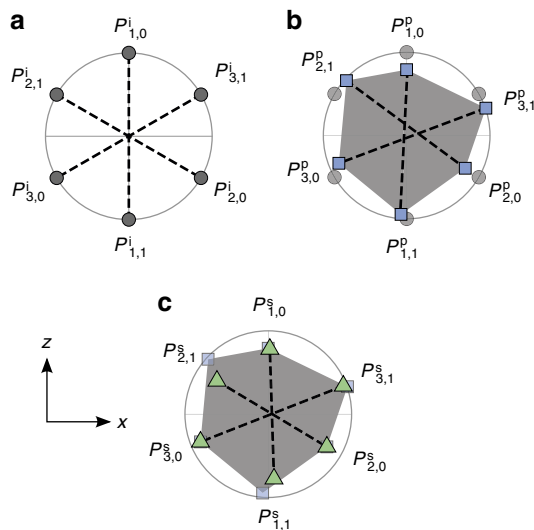 a
P^i_{1,0}
P^i_{2,1}
P^i_{3,1}
P^i_{3,0}
P^i_{2,0}
P^i_{1,1}
b
P^p_{1,0}
P^p_{2,1}
P^p_{3,1}
P^p_{3,0}
P^p_{2,0}
P^p_{1,1}
c
P^s_{1,0}
P^s_{2,1}
P^s_{3,1}
P^s_{3,0}
P^s_{2,0}
P^s_{1,1}
z
x